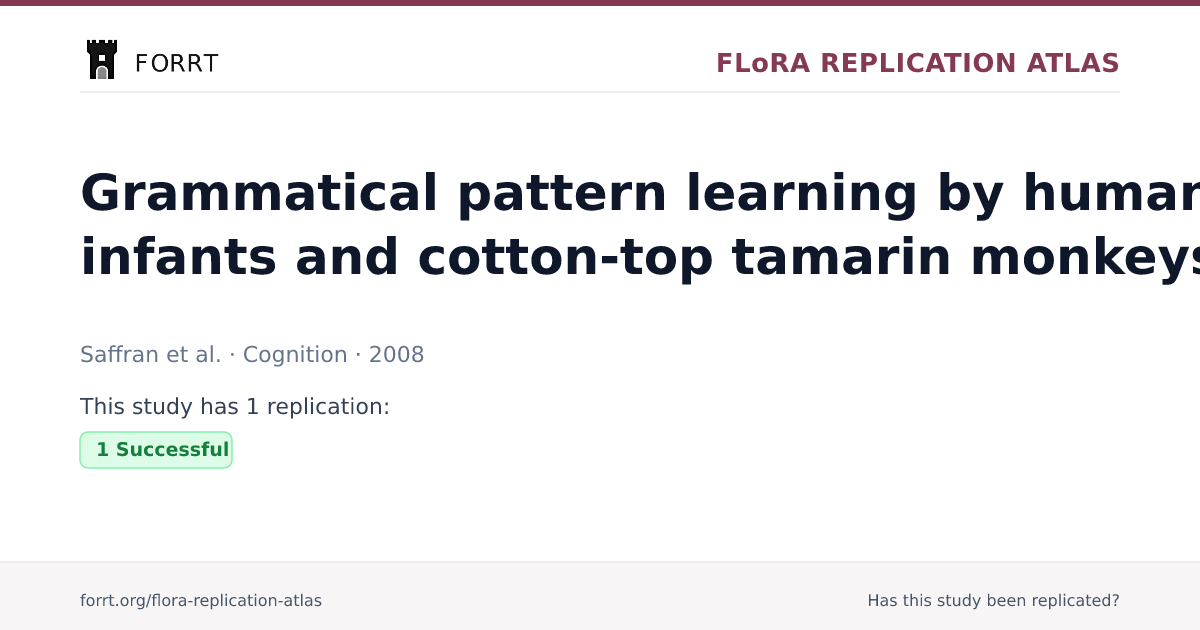 FORRT
FLoRA REPLICATION ATLAS
Grammatical pattern learning by human
infants and cotton-top tamarin monkeys
Saffran et al. · Cognition · 2008
This study has 1 replication:
1 Successful
forrt.org/flora-replication-atlas
Has this study been replicated?